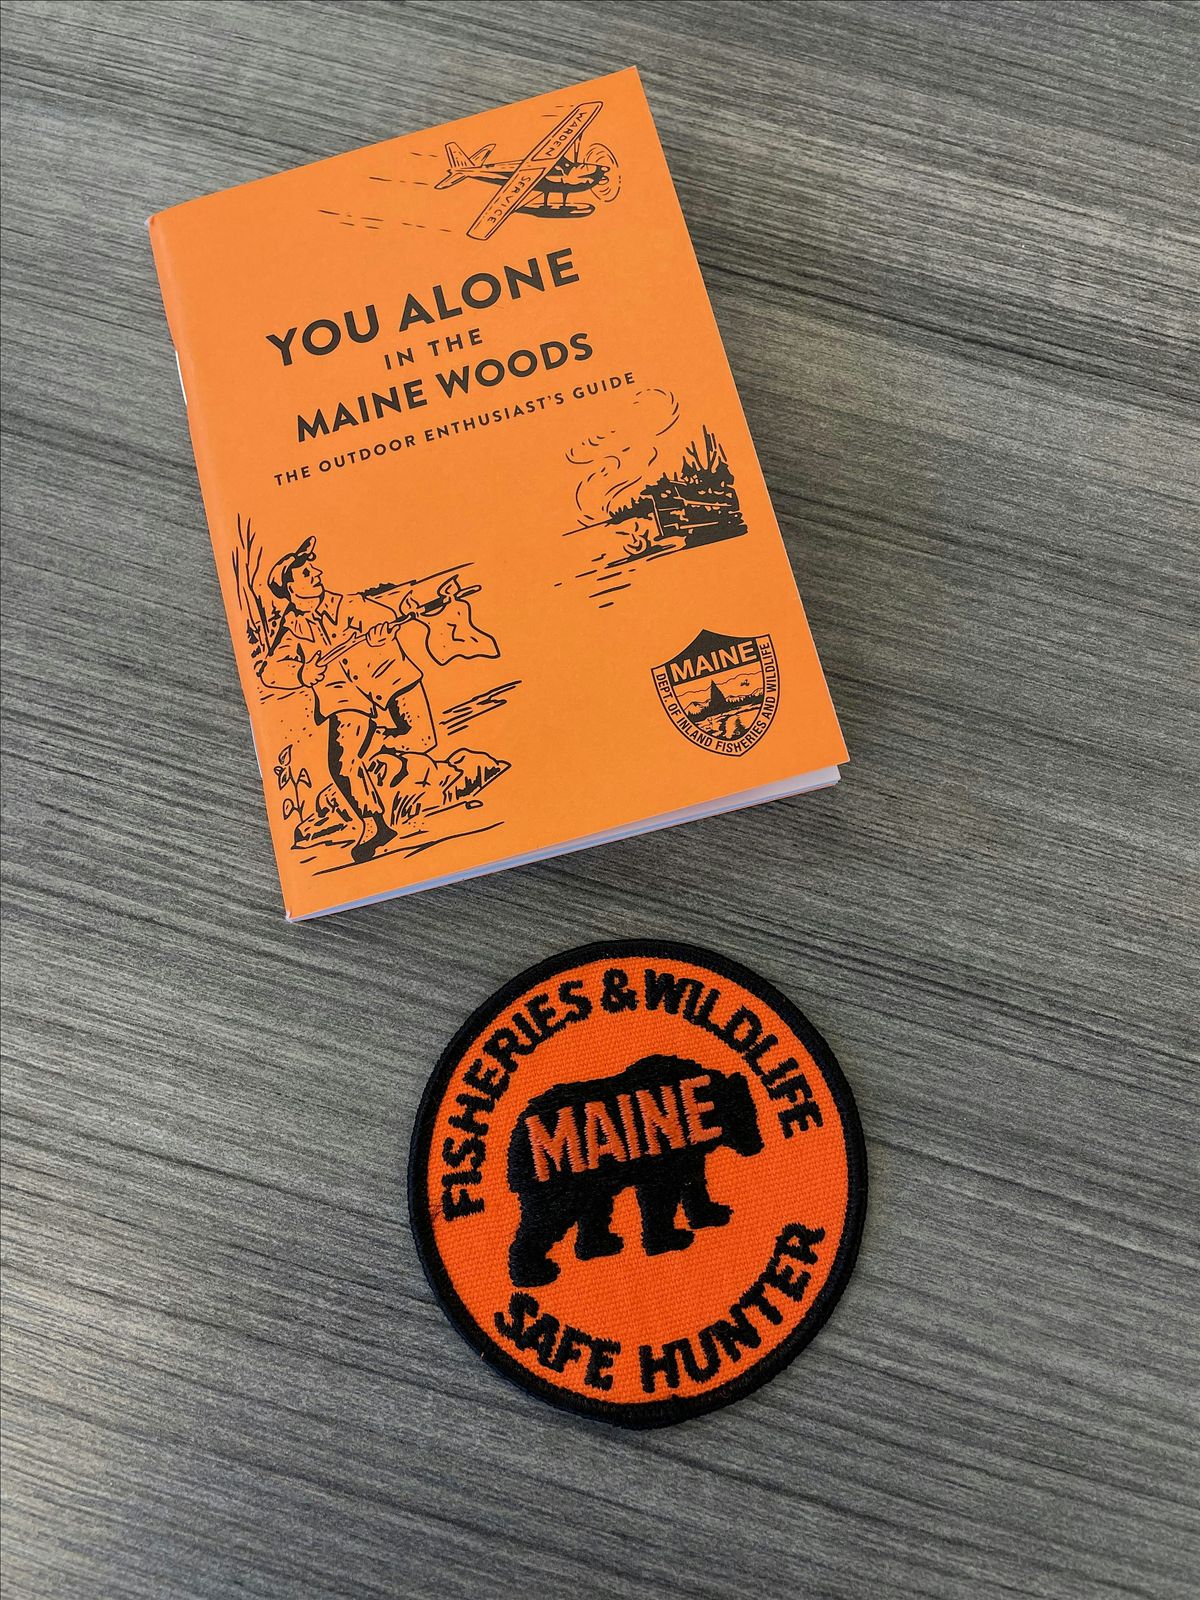 WARDEN SERVICE
YOU ALONE
IN THE
MAINE WOODS
THE OUTDOOR ENTHUSIAST'S GUIDE
MAINE
DEPT. OF INLAND FISHERIES AND WILDLIFE
FISHERIES & WILDLIFE
MAINE
SAFE HUNTER